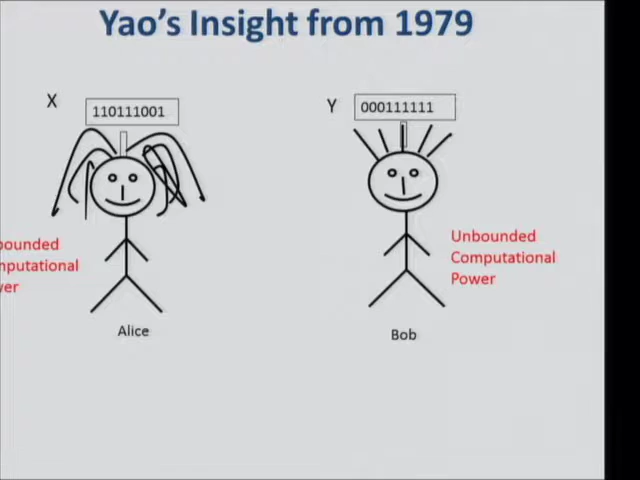 Yao's Insight from 1979
X
110111001
Y
000111111
Unbounded
Computational
Power
Alice
Bob